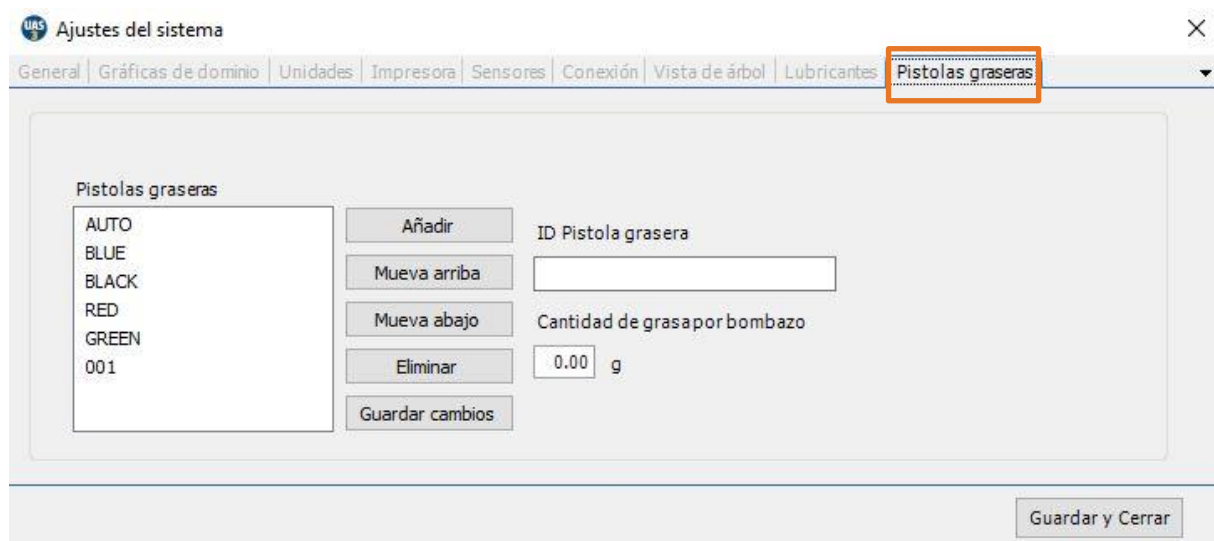 UAS 3 Ajustes del sistema
General Gráficas de dominio Unidades Impresora Sensores Conexión Vista de árbol Lubricantes Pistolas graseras
Pistolas graseras
AUTO
BLUE
BLACK
RED
GREEN
001
Añadir
Mueva arriba
Mueva abajo
Eliminar
Guardar cambios
ID Pistola grasera
Cantidad de grasa por bombazo
0.00 g
Guardar y Cerrar